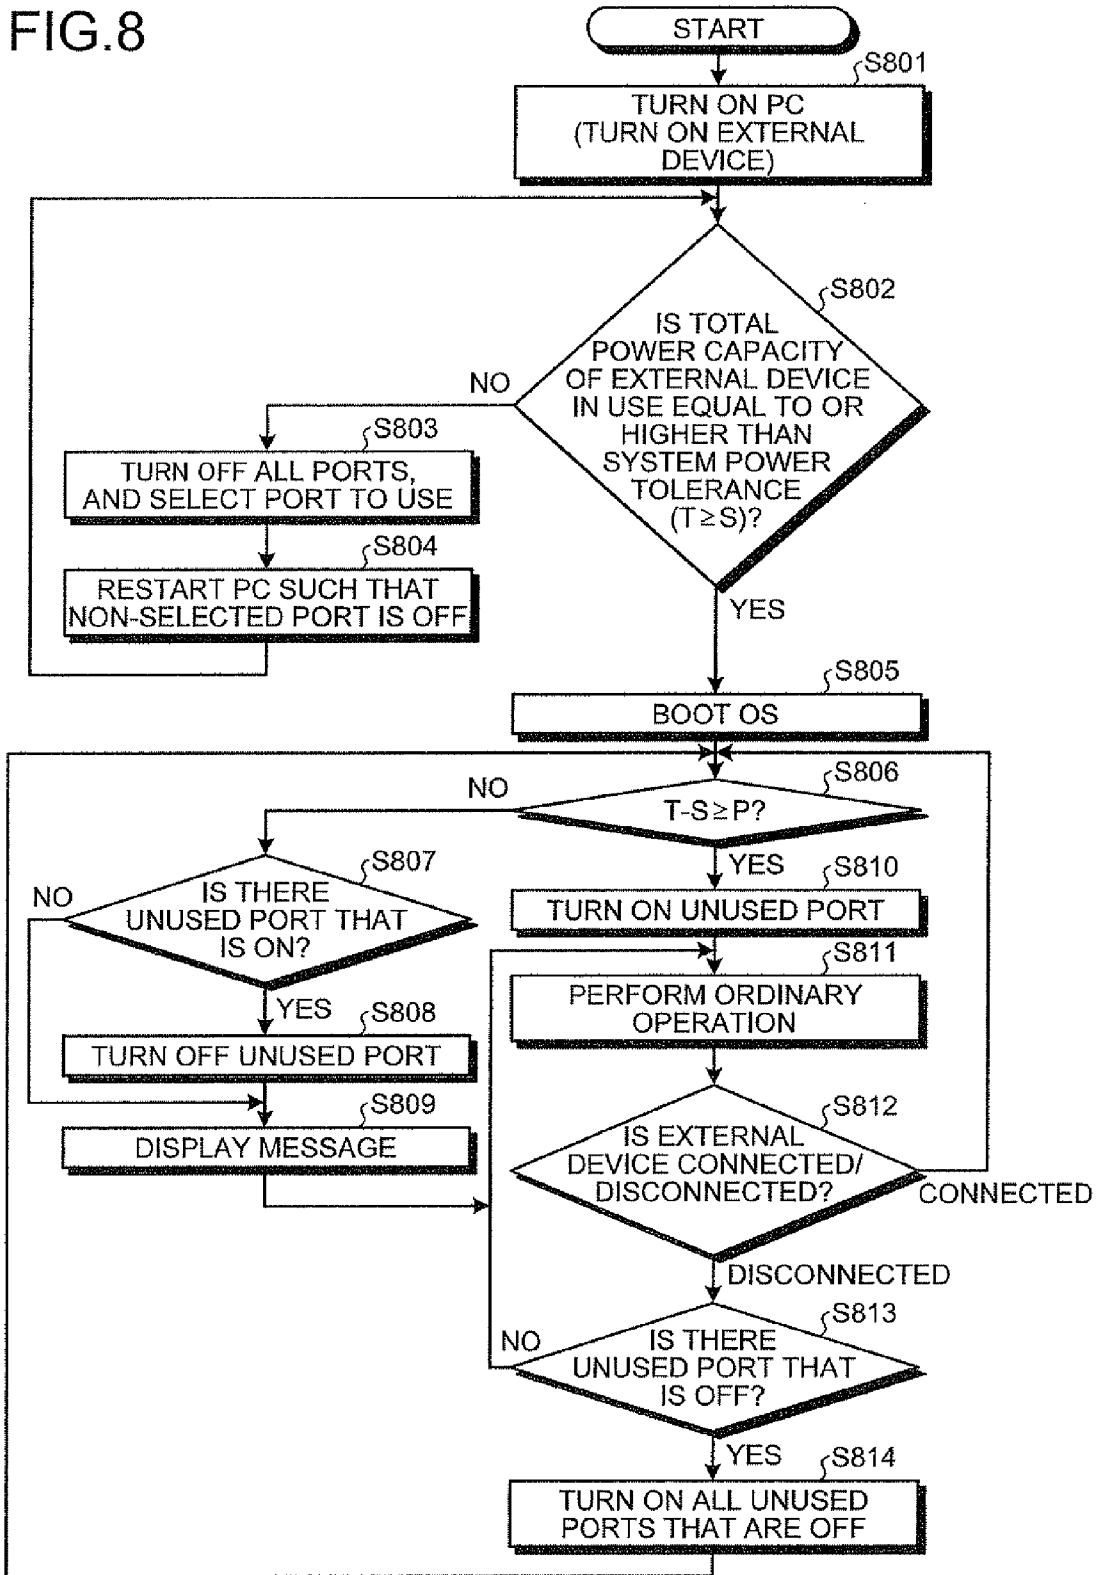 FIG.8
START
S801
TURN ON PC
(TURN ON EXTERNAL
DEVICE)
S802
IS TOTAL
POWER CAPACITY
OF EXTERNAL DEVICE
IN USE EQUAL TO OR
HIGHER THAN
SYSTEM POWER
TOLERANCE
(T≥S)?
NO
S803
TURN OFF ALL PORTS,
AND SELECT PORT TO USE
S804
RESTART PC SUCH THAT
NON-SELECTED PORT IS OFF
YES
S805
BOOT OS
S806
T-S≥P?
NO
S807
IS THERE
UNUSED PORT THAT
IS ON?
NO
YES
S808
TURN OFF UNUSED PORT
S809
DISPLAY MESSAGE
YES
S810
TURN ON UNUSED PORT
S811
PERFORM ORDINARY
OPERATION
S812
IS EXTERNAL
DEVICE CONNECTED/
DISCONNECTED?
CONNECTED
DISCONNECTED
S813
IS THERE
UNUSED PORT THAT
IS OFF?
NO
YES
S814
TURN ON ALL UNUSED
PORTS THAT ARE OFF